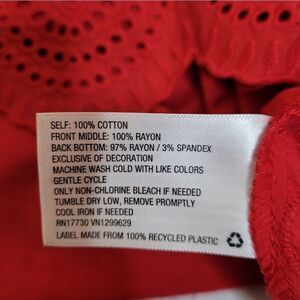 SELF: 100% COTTON
FRONT MIDDLE: 100% RAYON
BACK BOTTOM: 97% RAYON / 3% SPANDEX
EXCLUSIVE OF DECORATION
MACHINE WASH COLD WITH LIKE COLORS
GENTLE CYCLE
ONLY NON-CHLORINE BLEACH IF NEEDED
TUMBLE DRY LOW, REMOVE PROMPTLY
COOL IRON IF NEEDED
RN17730 VN1299629
LABEL MADE FROM 100% RECYCLED PLASTIC